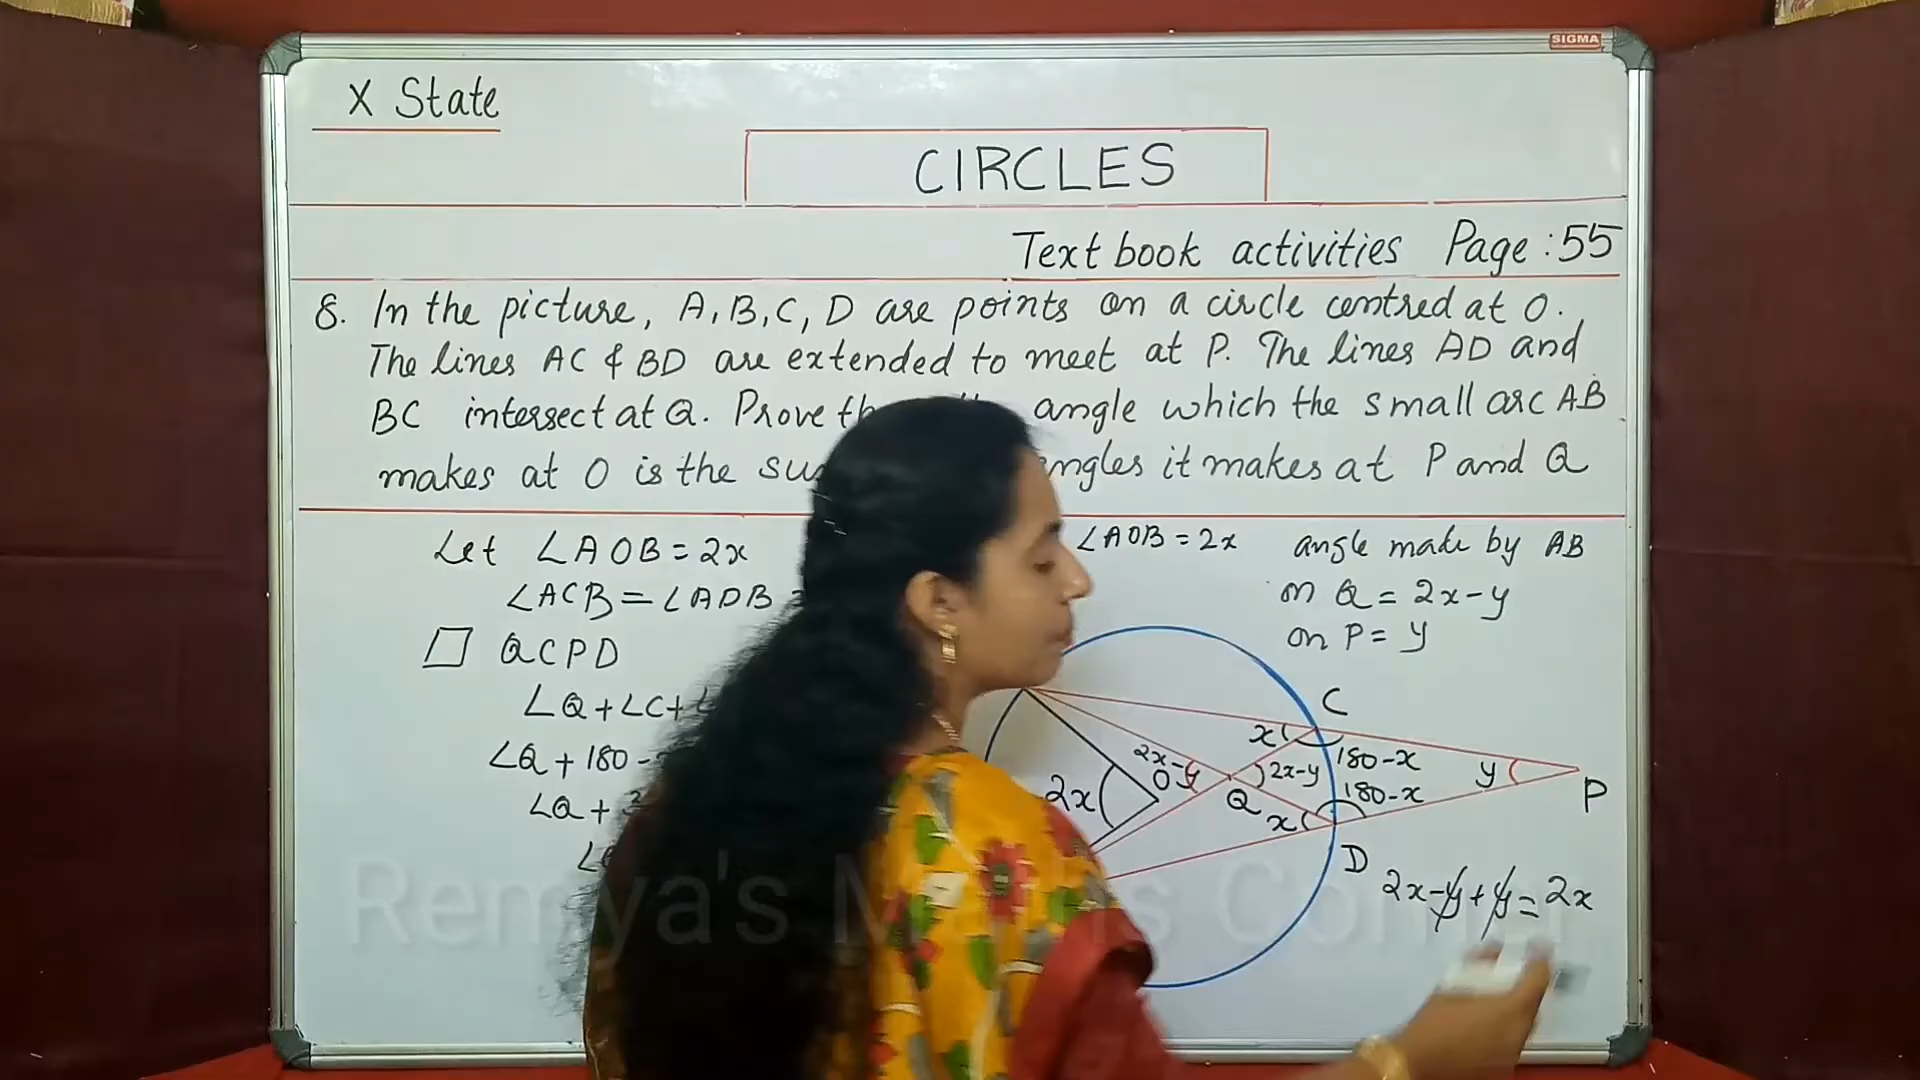 SIGMA
X State
CIRCLES
Text book activities Page : 55
8. In the picture, A, B, C, D are points on a circle centred at O.
The lines AC & BD are extended to meet at P. The lines AD and
BC intersect at Q. Prove angle which the small arc AB
makes at O is the it makes at P and Q
Let ∠AOB = 2x
∠ACB = ∠ADB
□ QCPD
∠Q + ∠C +
∠Q + 180 -
∠Q +
∠AOB = 2x
angle made by AB
on Q = 2x-y
on P = y
C
x
180-x
2x-y
2x-y
y
P
2x
O
Q
180-x
x
D
2x-y+y=2x
Remya's Maths Corner